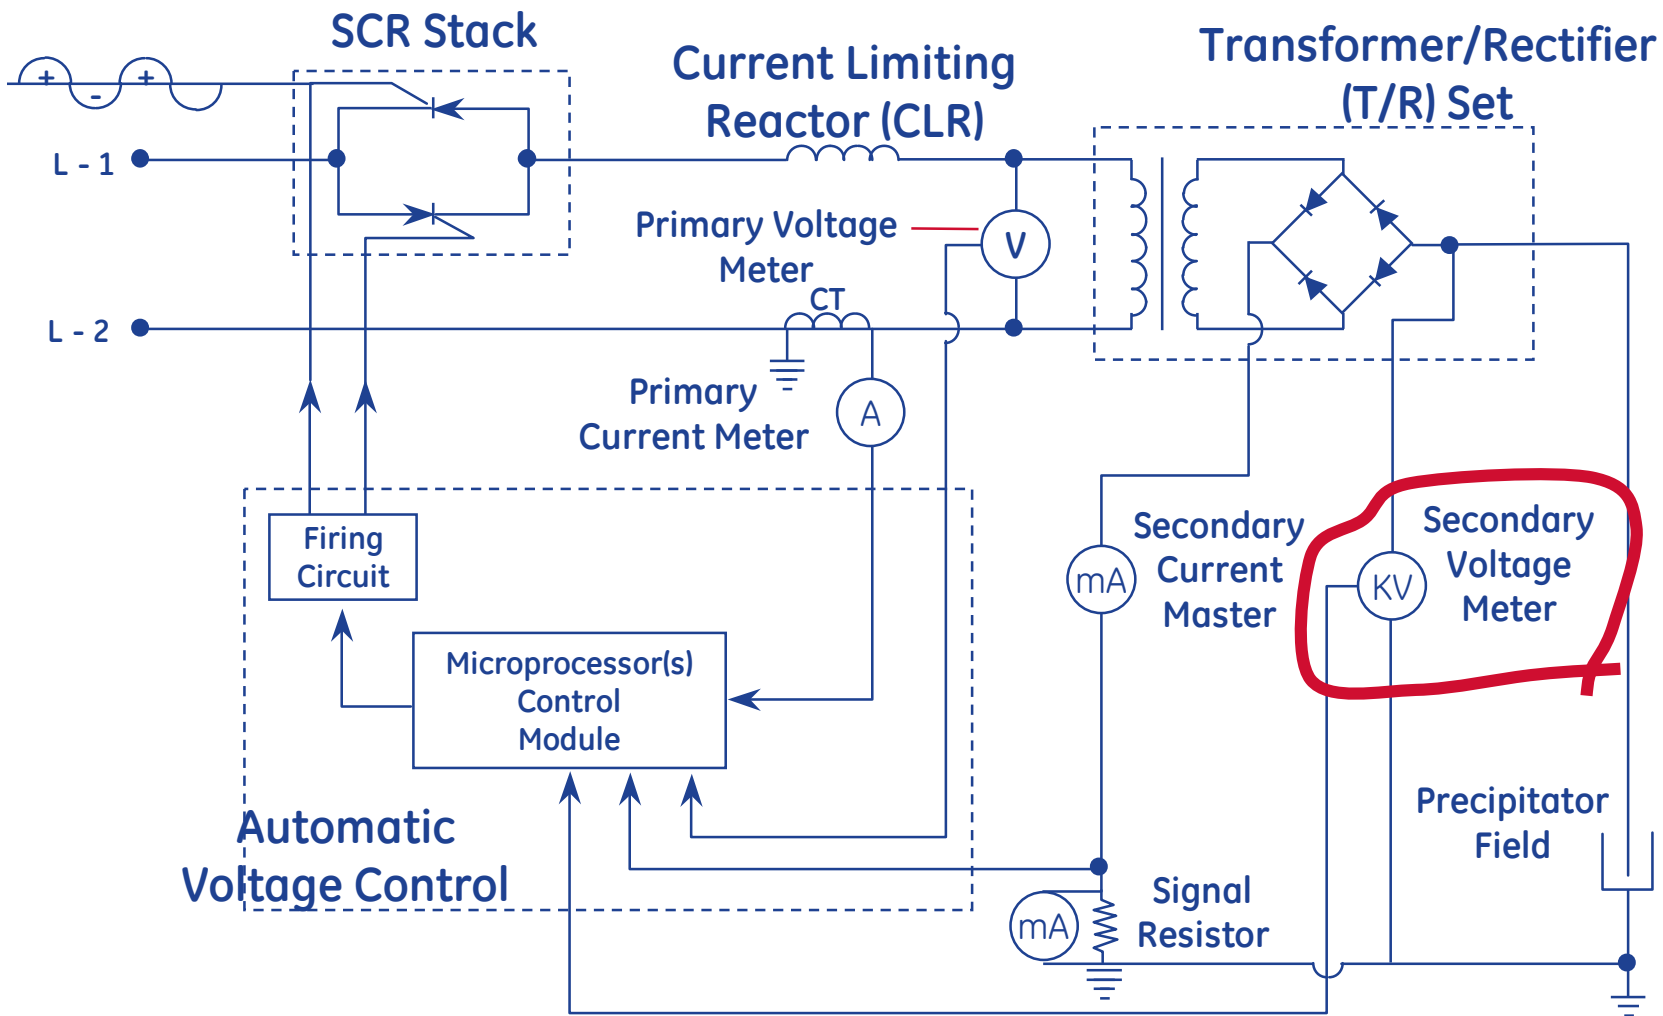 SCR Stack
Current Limiting
Reactor (CLR)
Transformer/Rectifier
(T/R) Set
+
-
+
L - 1
Primary Voltage
Meter
V
CT
L - 2
Primary
Current Meter
A
Firing
Circuit
Secondary
Current
Master
mA
Secondary
Voltage
Meter
KV
Microprocessor(s)
Control
Module
Automatic
Voltage Control
Precipitator
Field
mA
Signal
Resistor